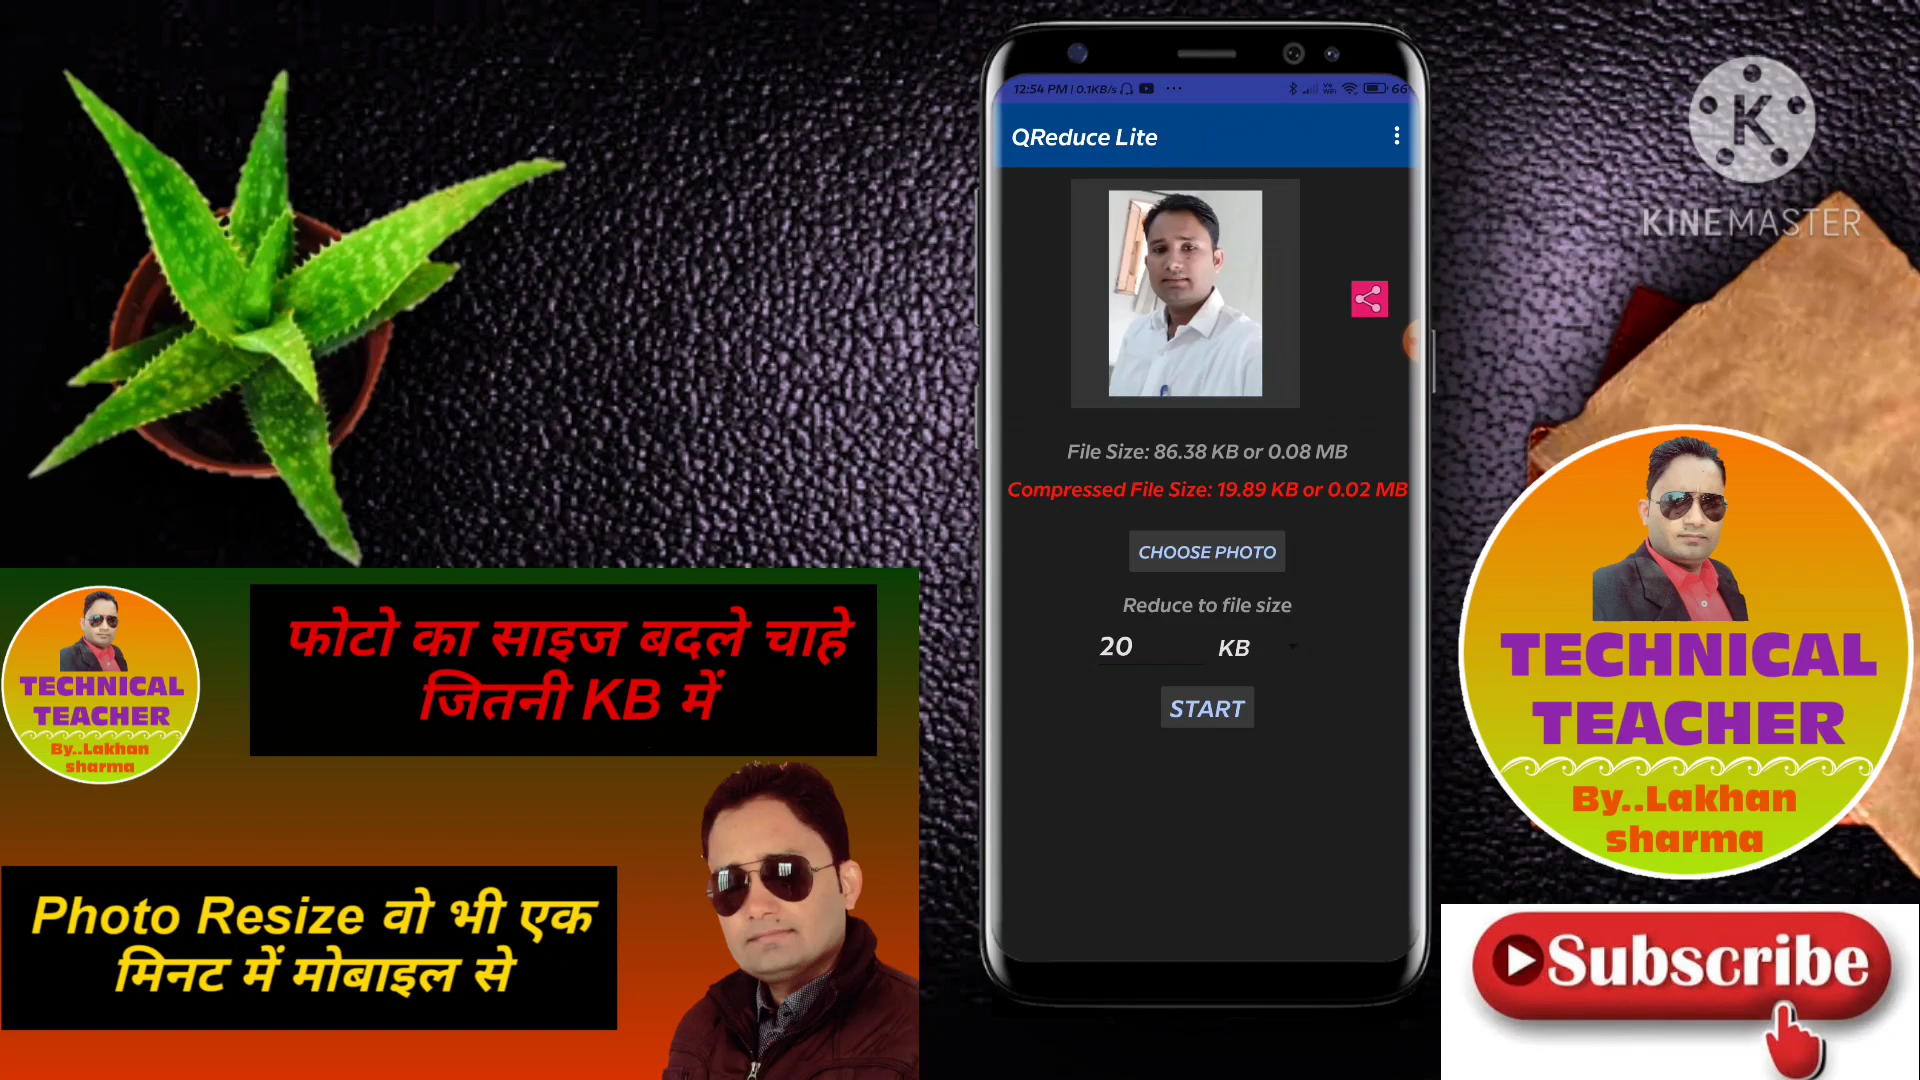 12:54 PM | 0.1KB/s
66
QReduce Lite
KINEMASTER
File Size: 86.38 KB or 0.08 MB
Compressed File Size: 19.89 KB or 0.02 MB
CHOOSE PHOTO
Reduce to file size
20 KB
START
फोटो का साइज बदले चाहे
जितनी KB में
TECHNICAL
TEACHER
By..Lakhan
sharma
Photo Resize वो भी एक
मिनट में मोबाइल से
TECHNICAL
TEACHER
By..Lakhan
sharma
Subscribe